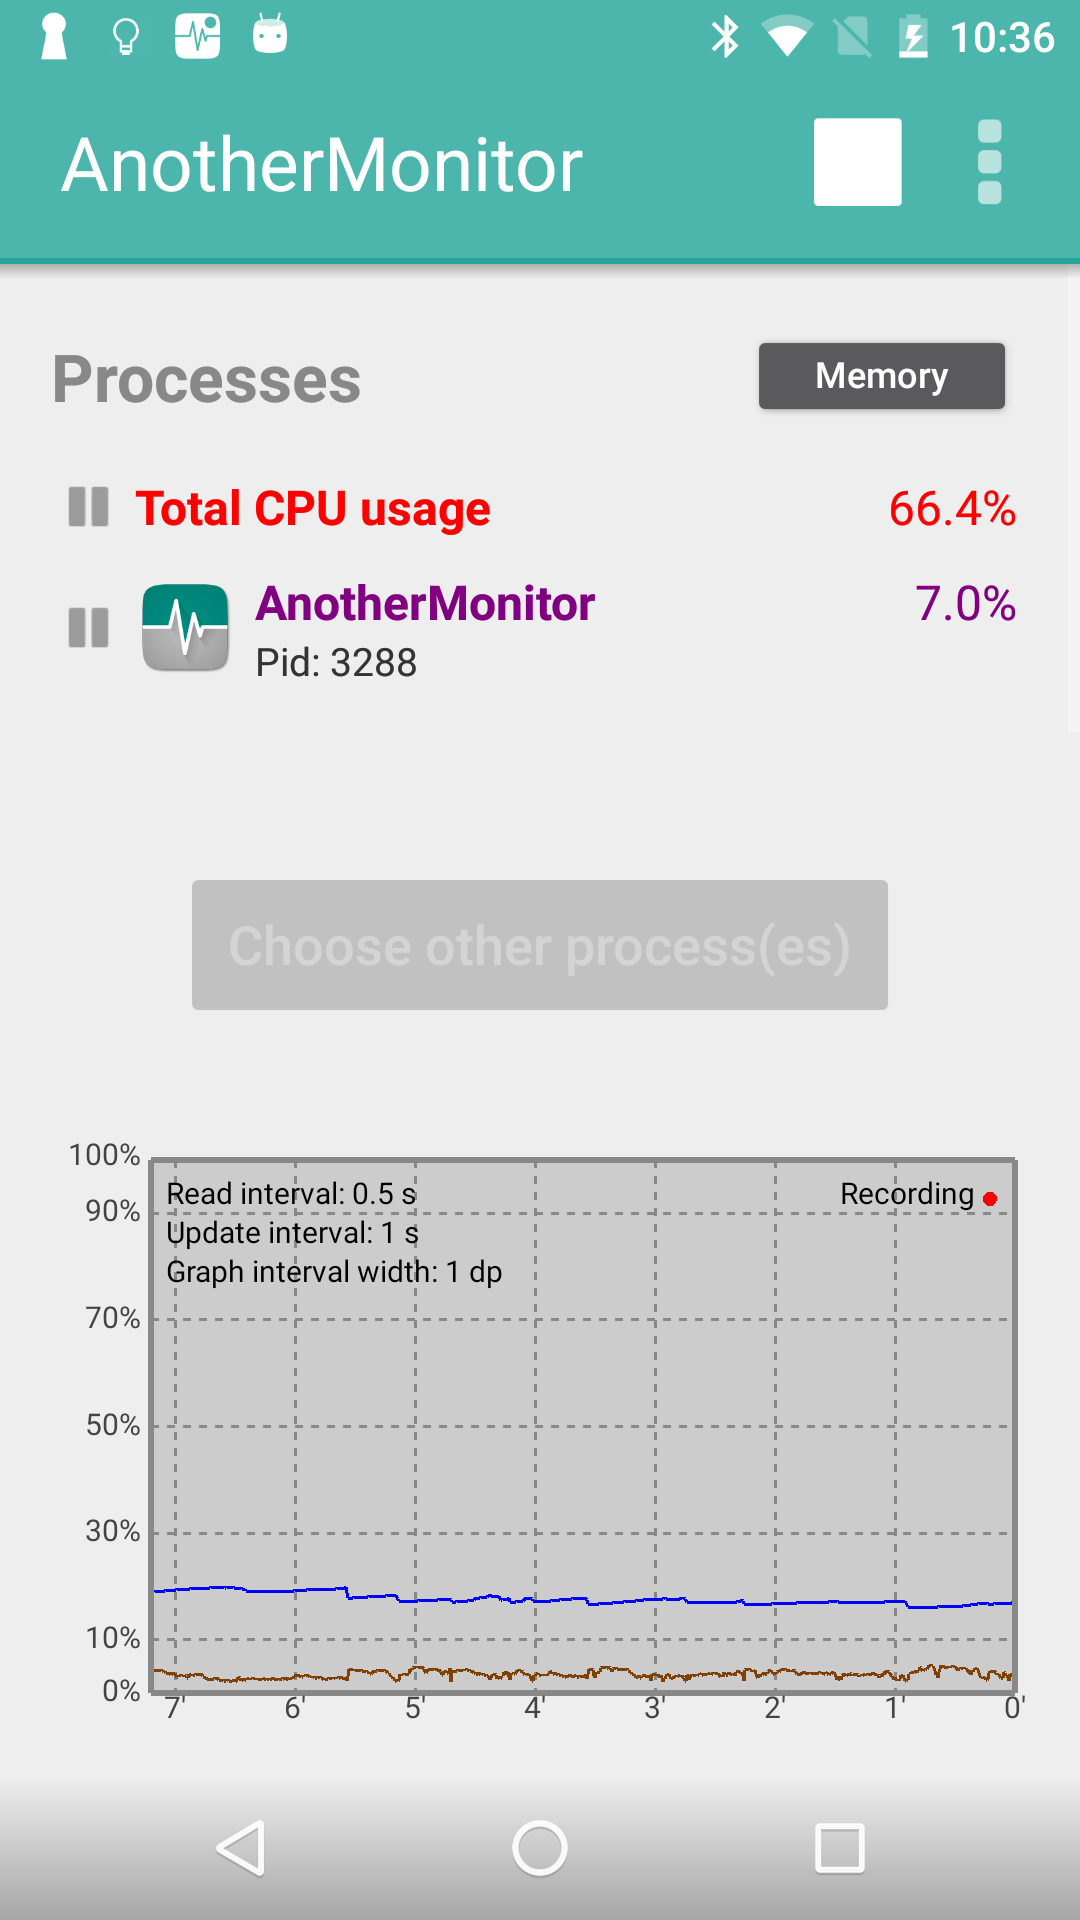 10:36
AnotherMonitor
Processes
Memory
Total CPU usage
66.4%
AnotherMonitor
7.0%
Pid: 3288
Choose other process(es)
100%
Read interval: 0.5 s
Recording
90%
Update interval: 1 s
Graph interval width: 1 dp
70%
50%
30%
10%
0%
7' 6' 5' 4' 3' 2' 1' 0'